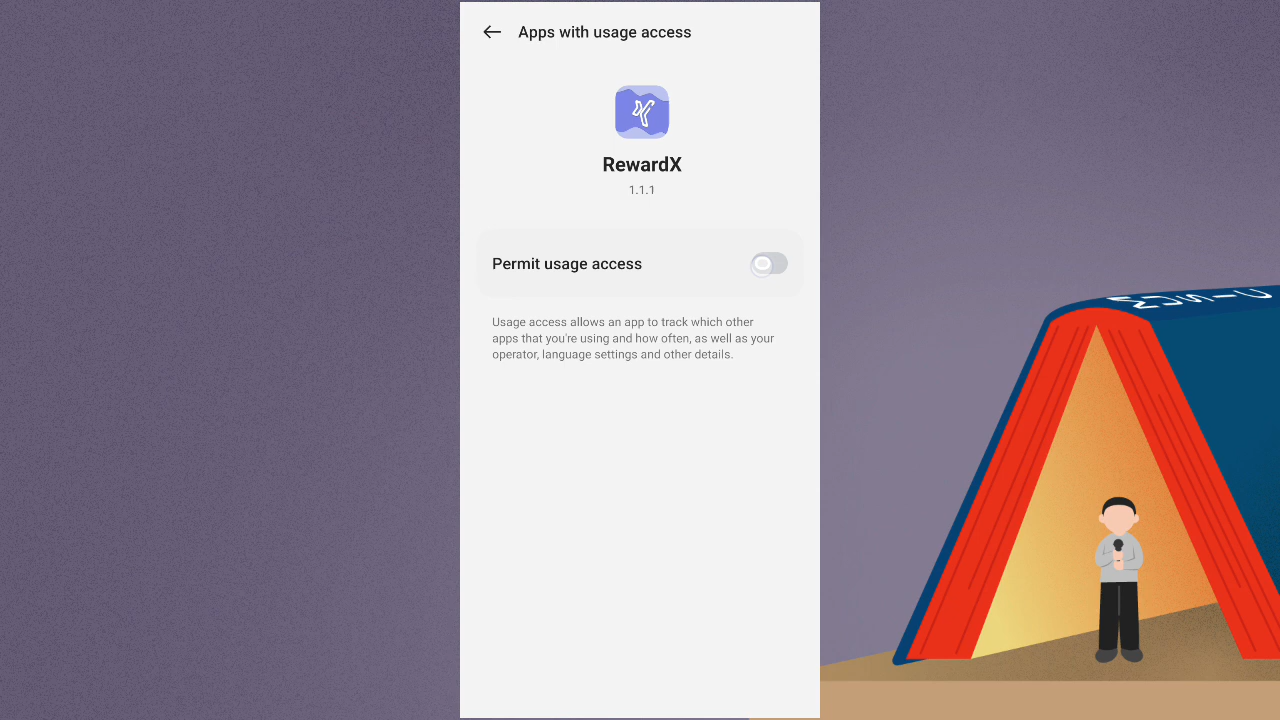 Apps with usage access
RewardX
1.1.1
Permit usage access
Usage access allows an app to track which other
apps that you're using and how often, as well as your
operator, language settings and other details.